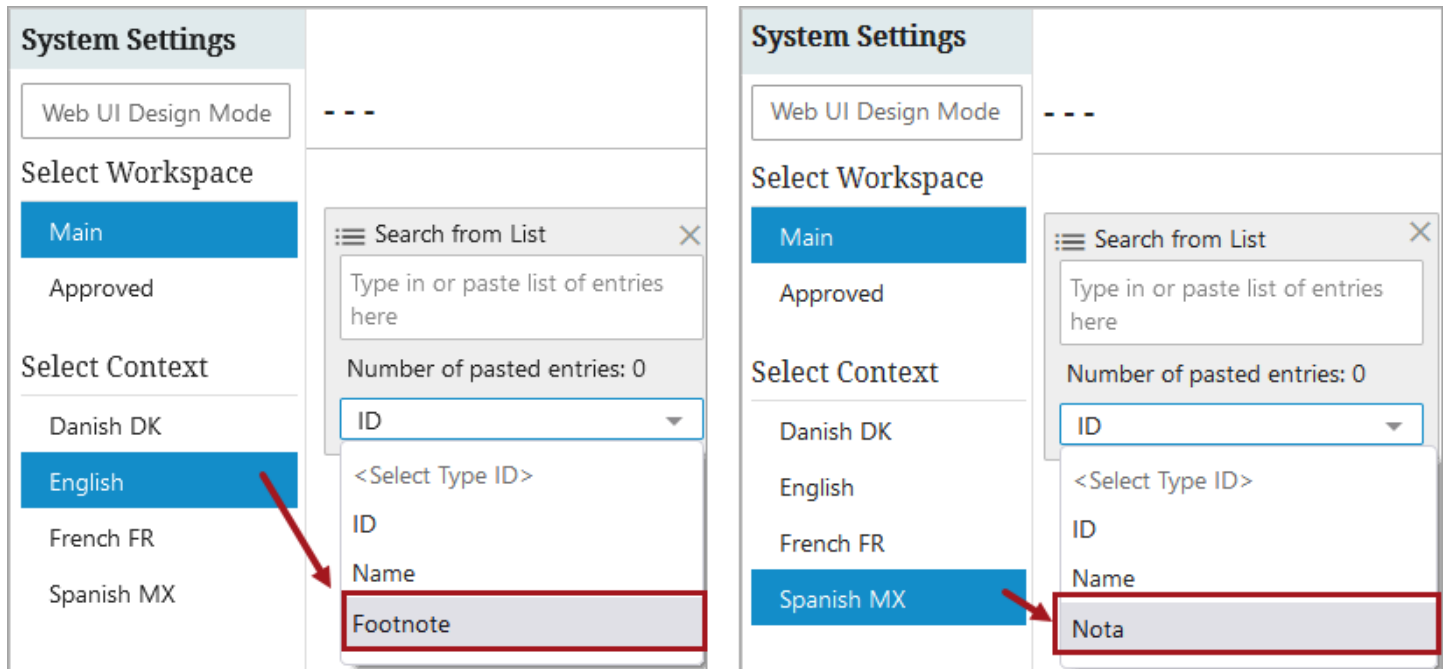 System Settings
Web UI Design Mode
- - -
Select Workspace
Main
Approved
Select Context
Danish DK
English
French FR
Spanish MX
Search from List
Type in or paste list of entries
here
Number of pasted entries: 0
ID
<Select Type ID>
ID
Name
Footnote
System Settings
Web UI Design Mode
- - -
Select Workspace
Main
Approved
Select Context
Danish DK
English
French FR
Spanish MX
Search from List
Type in or paste list of entries
here
Number of pasted entries: 0
ID
<Select Type ID>
ID
Name
Nota